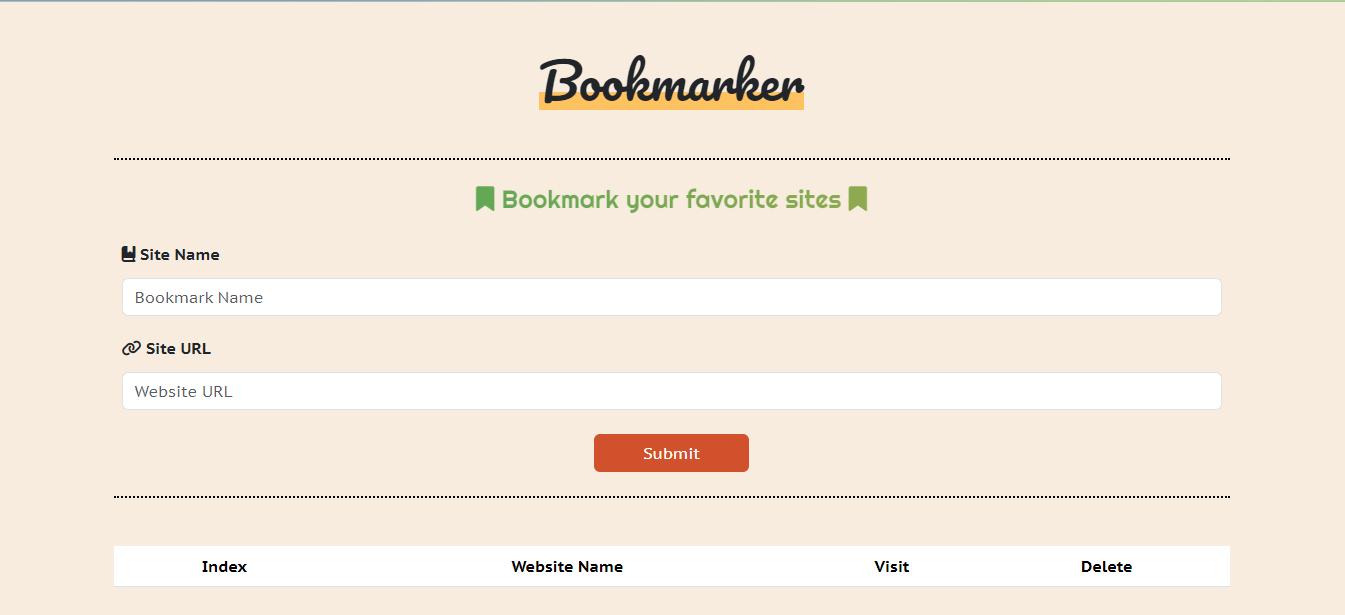 Bookmarker
Bookmark your favorite sites
Site Name
Bookmark Name
Site URL
Website URL
Submit
Index Website Name Visit Delete